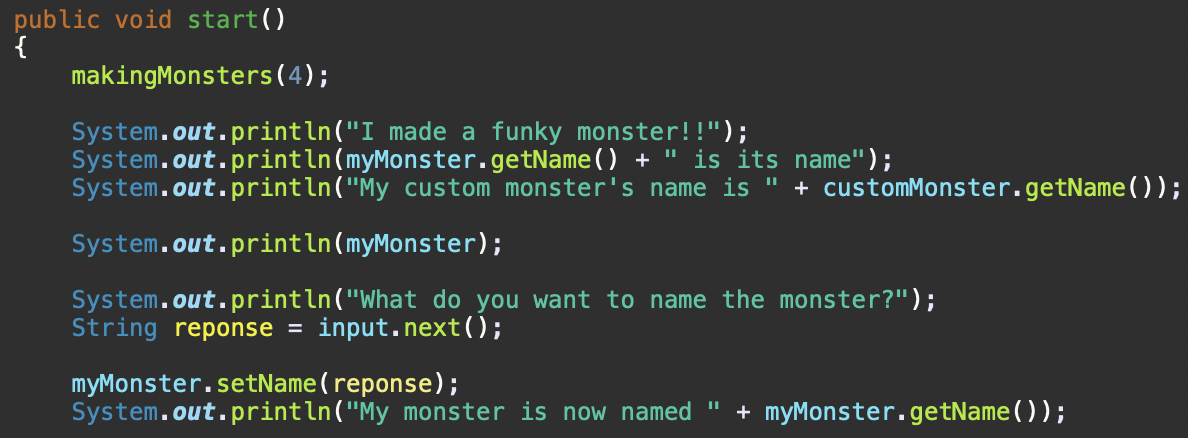 public void start()
{
    makingMonsters(4);

    System.out.println("I made a funky monster!!");
    System.out.println(myMonster.getName() + " is its name");
    System.out.println("My custom monster's name is " + customMonster.getName());

    System.out.println(myMonster);

    System.out.println("What do you want to name the monster?");
    String reponse = input.next();

    myMonster.setName(reponse);
    System.out.println("My monster is now named " + myMonster.getName());